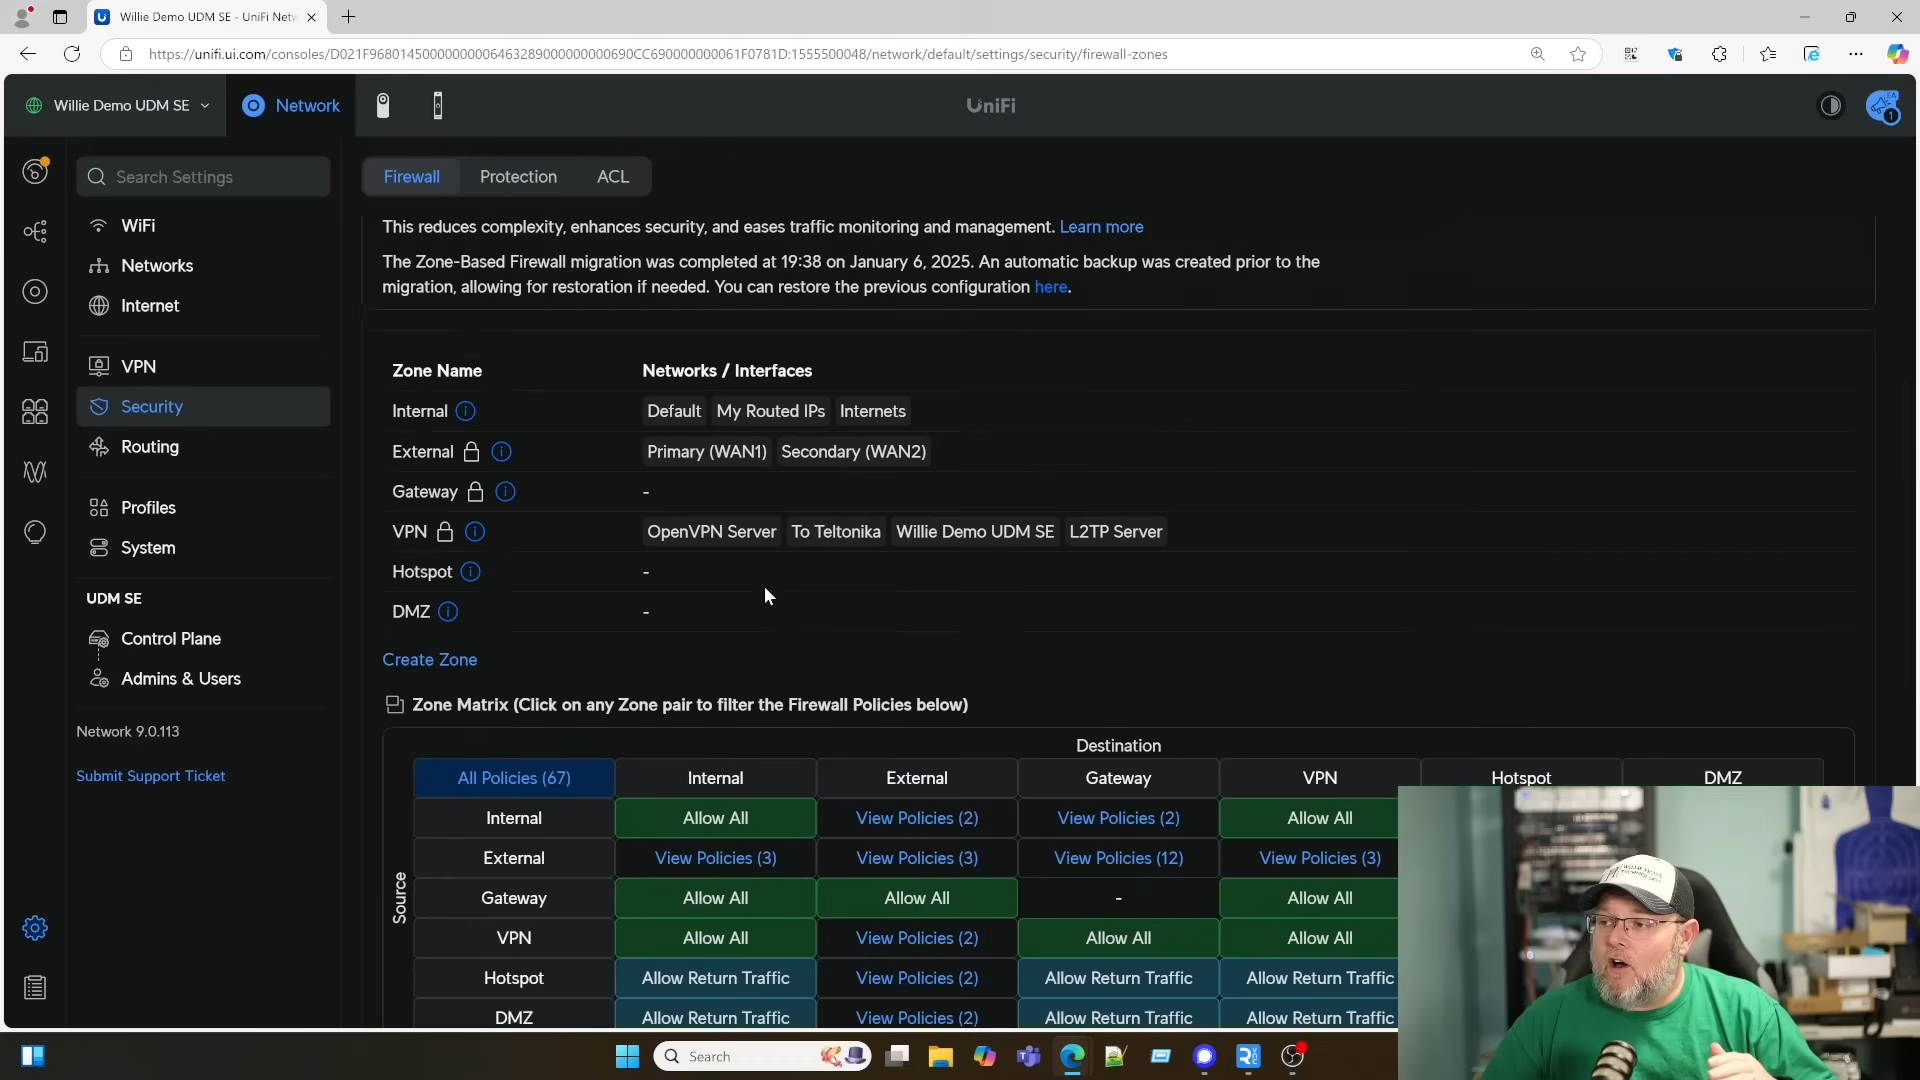 Willie Demo UDM SE - UniFi Netw
https://unifi.ui.com/consoles/D021F96801450000000006463289000000000690CC690000000061F0781D:1555500048/network/default/settings/security/firewall-zones
Willie Demo UDM SE
Network
UniFi
EA
1
Search Settings
WiFi
Networks
Internet
VPN
Security
Routing
Profiles
System
UDM SE
Control Plane
Admins & Users
Network 9.0.113
Submit Support Ticket
Firewall
Protection
ACL
This reduces complexity, enhances security, and eases traffic monitoring and management. Learn more
The Zone-Based Firewall migration was completed at 19:38 on January 6, 2025. An automatic backup was created prior to the
migration, allowing for restoration if needed. You can restore the previous configuration here.
Zone Name Networks / Interfaces
Internal Default My Routed IPs Internets
External Primary (WAN1) Secondary (WAN2)
Gateway -
VPN OpenVPN Server To Teltonika Willie Demo UDM SE L2TP Server
Hotspot -
DMZ -
Create Zone
Zone Matrix (Click on any Zone pair to filter the Firewall Policies below)
Destination
Source
All Policies (67) Internal External Gateway VPN Hotspot DMZ
Internal Allow All View Policies (2) View Policies (2) Allow All
External View Policies (3) View Policies (3) View Policies (12) View Policies (3)
Gateway Allow All Allow All - Allow All
VPN Allow All View Policies (2) Allow All Allow All
Hotspot Allow Return Traffic View Policies (2) Allow Return Traffic Allow Return Traffic
DMZ Allow Return Traffic View Policies (2) Allow Return Traffic Allow Return Traffic
Search